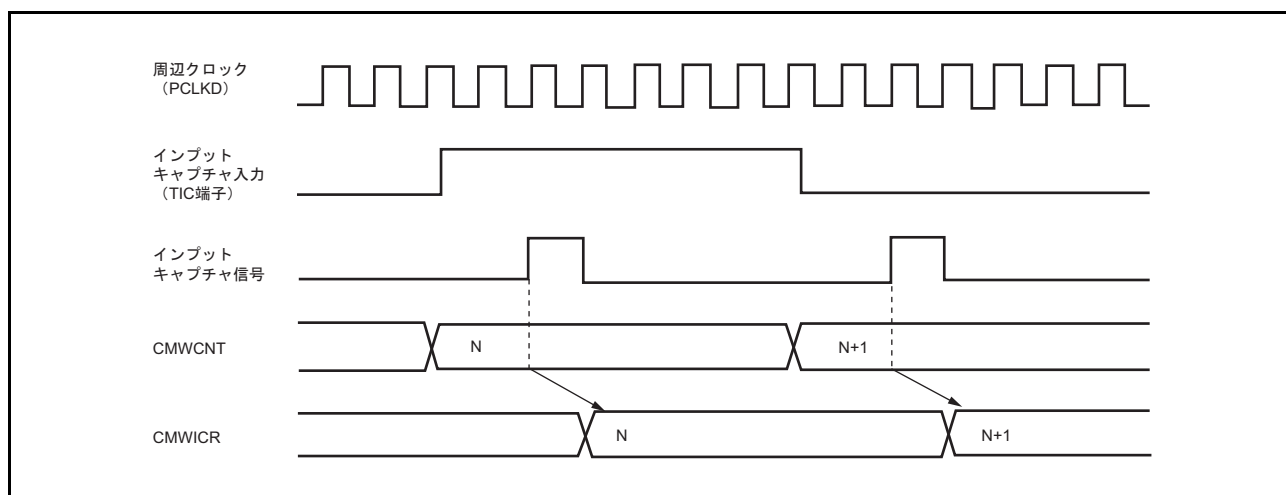 周辺クロック
（PCLKD）
インプット
キャプチャ入力
（TIC端子）
インプット
キャプチャ信号
CMWCNT
N
N+1
CMWICR
N
N+1